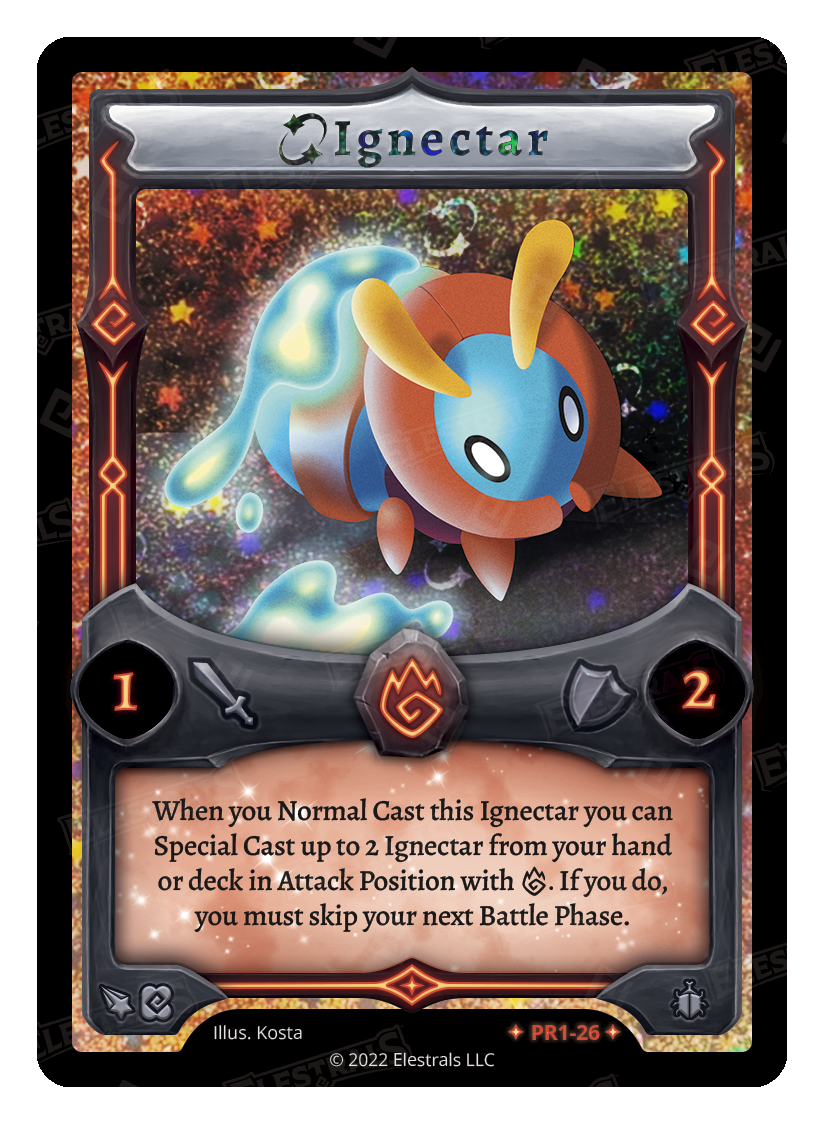 Ignectar
1
2
When you Normal Cast this Ignectar you can
Special Cast up to 2 Ignectar from your hand
or deck in Attack Position with . If you do,
you must skip your next Battle Phase.
Illus. Kosta
PR1-26
© 2022 Elestrals LLC